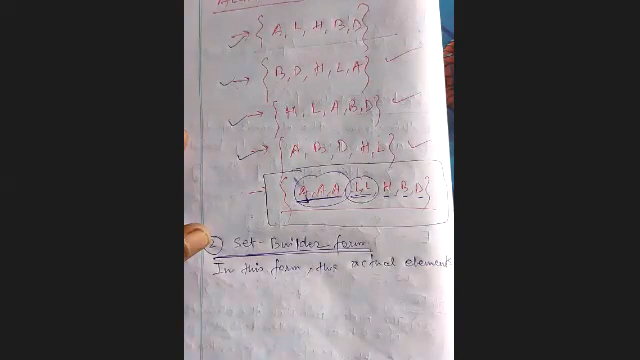 {A, L, H, B, D}
{B, D, H, L, A}
{H, L, A, B, D}
{A, B, D, H, L}
{A, A, A, L, L, H, B, D}
② Set-Builder form
In this form, the actual elements